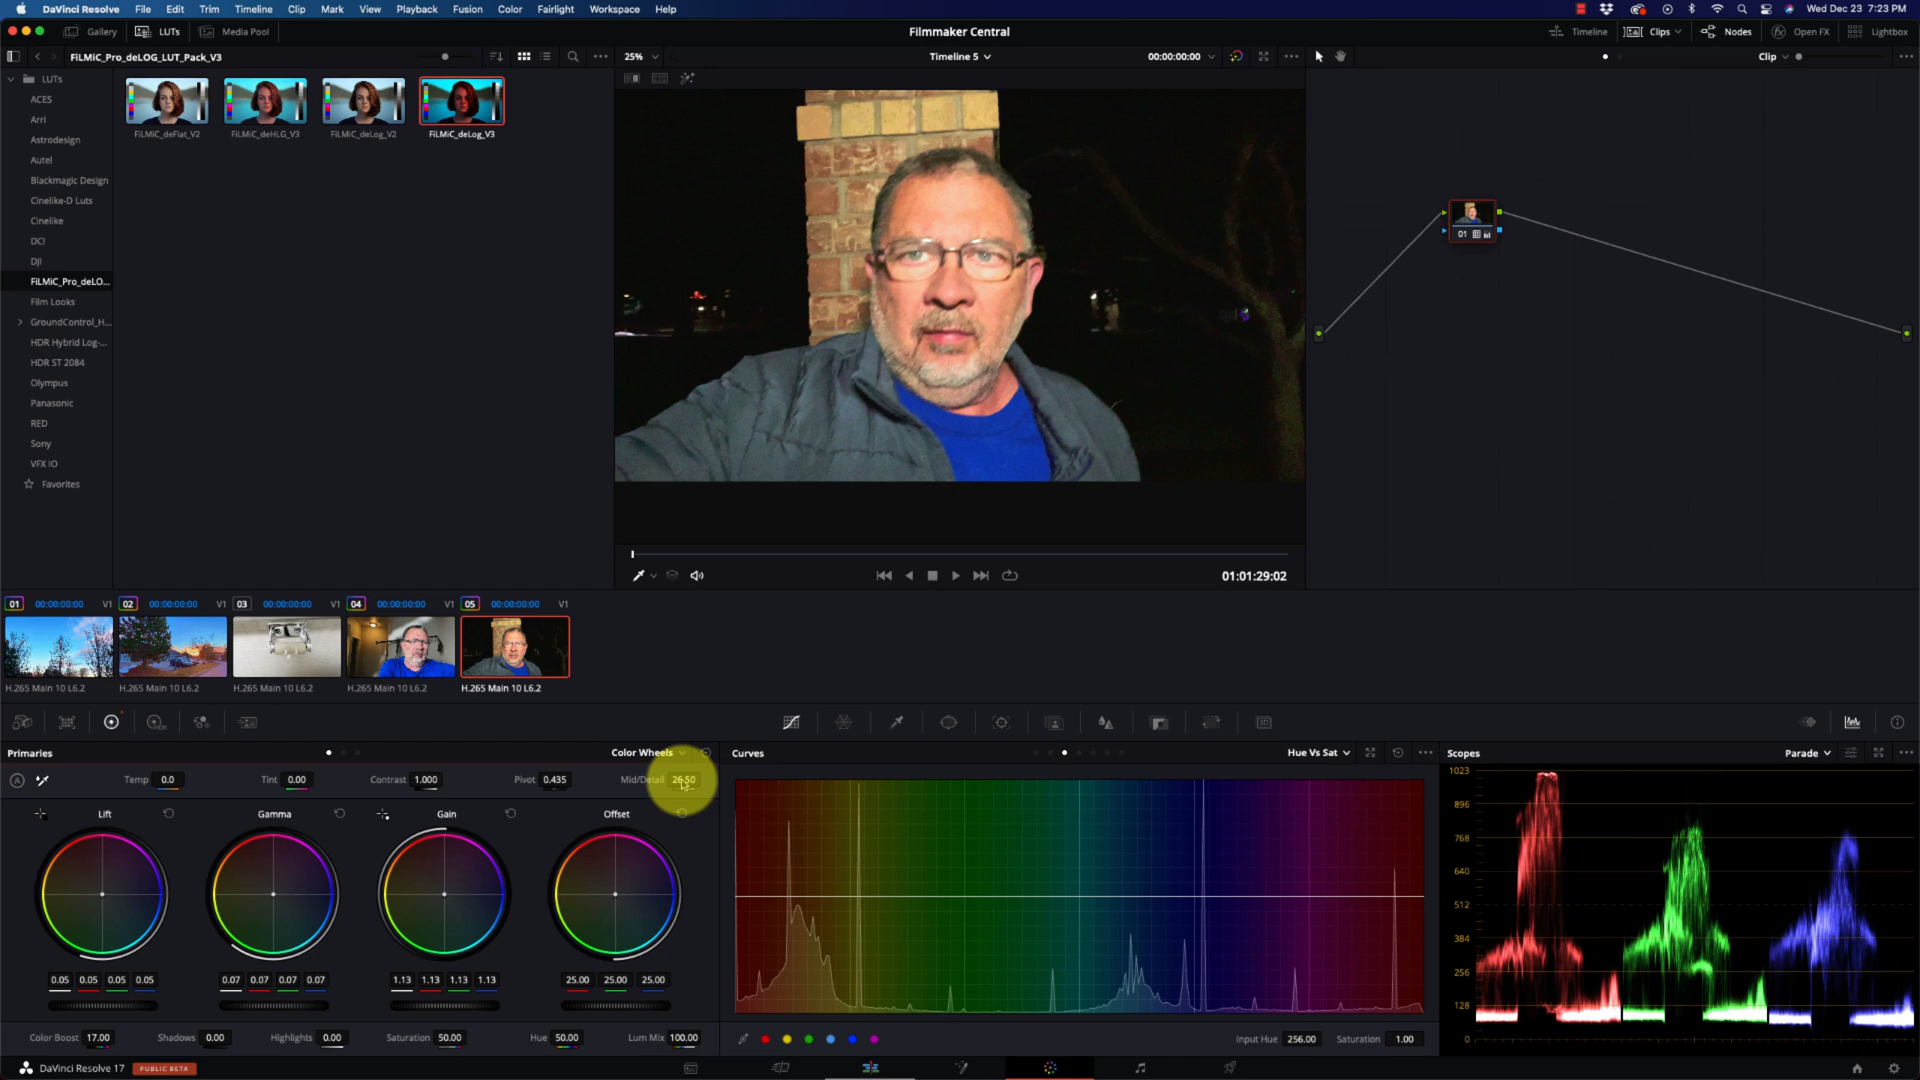 DaVinci Resolve File Edit Trim Timeline Clip Mark View Playback Fusion Color Fairlight Workspace Help Wed Dec 23 7:23 PM
Gallery LUTs Media Pool Filmmaker Central Timeline Clips Nodes Open FX Lightbox
FiLMiC_Pro_deLOG_LUT_Pack_V3 25% Timeline 5 00:00:00:00 Clip
LUTs
ACES
Arri
Astrodesign
Autel
Blackmagic Design
Cinelike-D Luts
Cinelike
DCI
DJI
FiLMiC_Pro_deLO...
Film Looks
GroundControl_H...
HDR Hybrid Log-...
HDR ST 2084
Olympus
Panasonic
RED
Sony
VFX IO
Favorites
FiLMiC_deFlat_V2 FiLMiC_deHLG_V3 FiLMiC_deLog_V2 FiLMiC_deLog_V3
01
01:01:29:02
01 00:00:00:00 V1 02 00:00:00:00 V1 03 00:00:00:00 V1 04 00:00:00:00 V1 05 00:00:00:00 V1
H.265 Main 10 L6.2 H.265 Main 10 L6.2 H.265 Main 10 L6.2 H.265 Main 10 L6.2 H.265 Main 10 L6.2
HDR
3D
Primaries Color Wheels Curves Hue Vs Sat Scopes Parade
A Temp 0.0 Tint 0.00 Contrast 1.000 Pivot 0.435 Mid/Detail 26.50
Lift Gamma Gain Offset
0.05 0.05 0.05 0.05 0.07 0.07 0.07 0.07 1.13 1.13 1.13 1.13 25.00 25.00 25.00
Color Boost 17.00 Shadows 0.00 Highlights 0.00 Saturation 50.00 Hue 50.00 Lum Mix 100.00
Input Hue 256.00 Saturation 1.00
1023
896
768
640
512
384
256
128
0
DaVinci Resolve 17 PUBLIC BETA